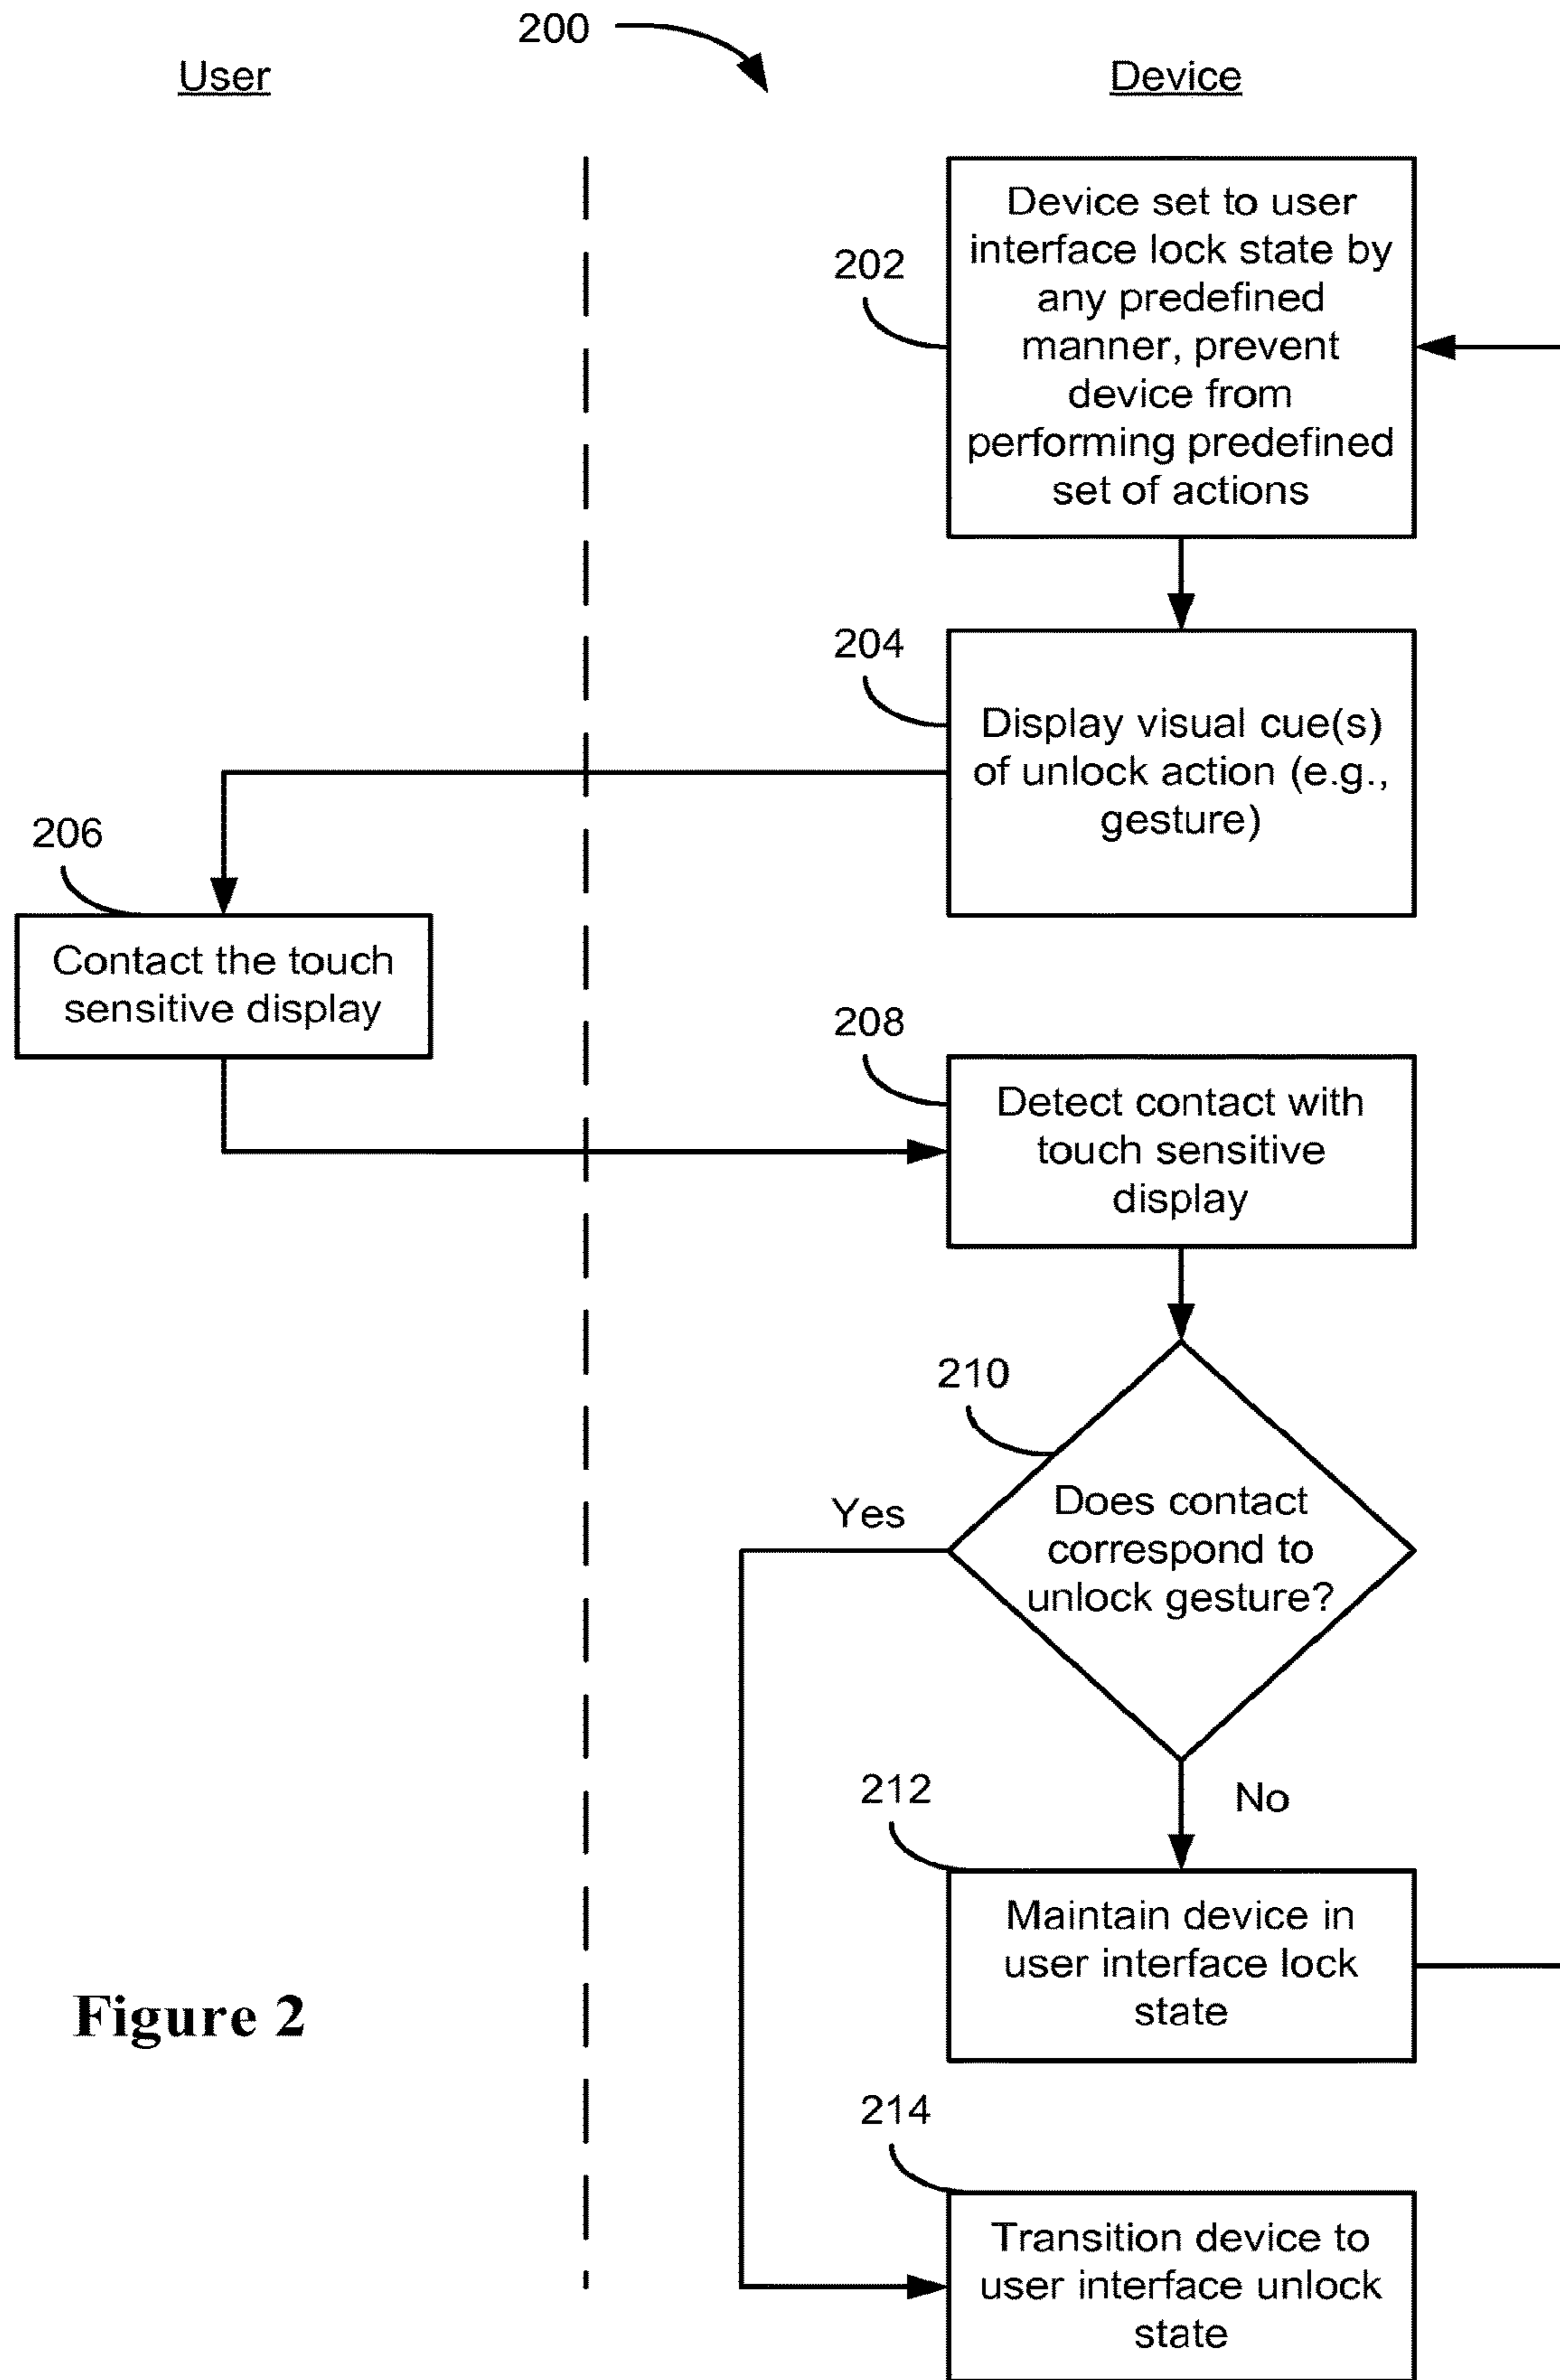 200
User
Device
202
Device set to user
interface lock state by
any predefined
manner, prevent
device from
performing predefined
set of actions
204
Display visual cue(s)
of unlock action (e.g.,
gesture)
206
Contact the touch
sensitive display
208
Detect contact with
touch sensitive
display
210
Does contact
correspond to
unlock gesture?
Yes
No
212
Maintain device in
user interface lock
state
Figure 2
214
Transition device to
user interface unlock
state